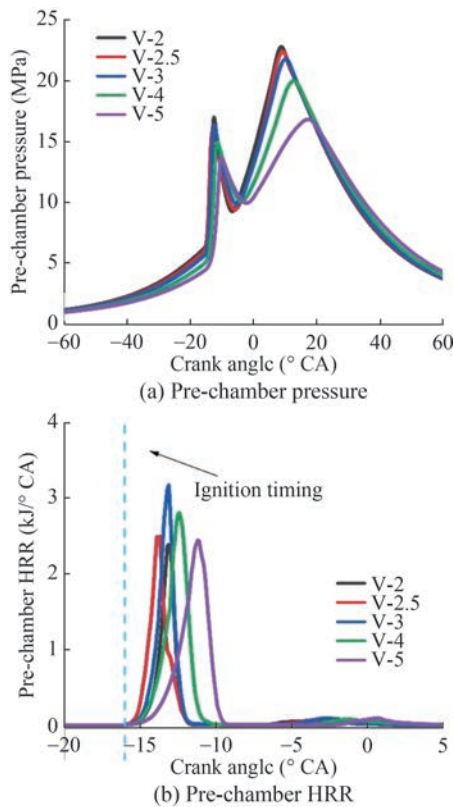 25
20
15
10
5
0
Pre-chamber pressure (MPa)
V-2
V-2.5
V-3
V-4
V-5
−60 −40 −20 0 20 40 60
Crank anglc (° CA)
(a) Pre-chamber pressure
4
3
2
1
0
Pre-chamber HRR (kJ/° CA)
Ignition timing
V-2
V-2.5
V-3
V-4
V-5
−20 −15 −10 −5 0 5
Crank anglc (° CA)
(b) Pre-chamber HRR